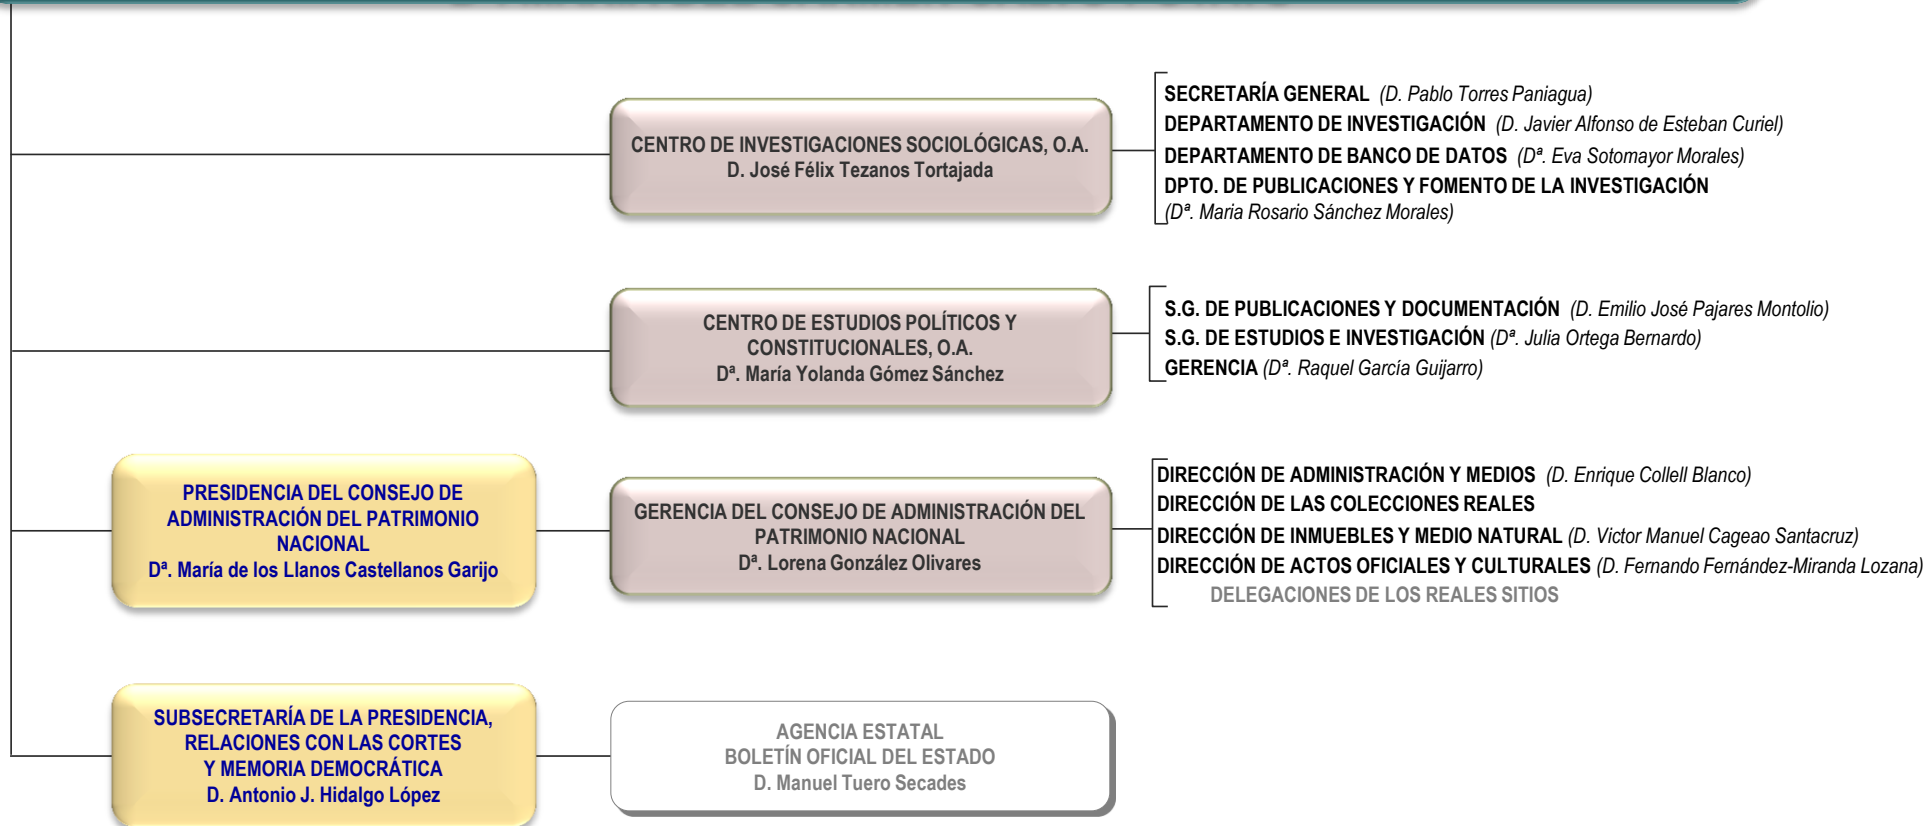 CENTRO DE INVESTIGACIONES SOCIOLÓGICAS, O.A.
D. José Félix Tezanos Tortajada
SECRETARÍA GENERAL (D. Pablo Torres Paniagua)
DEPARTAMENTO DE INVESTIGACIÓN (D. Javier Alfonso de Esteban Curiel)
DEPARTAMENTO DE BANCO DE DATOS (Dª. Eva Sotomayor Morales)
DPTO. DE PUBLICACIONES Y FOMENTO DE LA INVESTIGACIÓN
(Dª. Maria Rosario Sánchez Morales)
CENTRO DE ESTUDIOS POLÍTICOS Y
CONSTITUCIONALES, O.A.
Dª. María Yolanda Gómez Sánchez
S.G. DE PUBLICACIONES Y DOCUMENTACIÓN (D. Emilio José Pajares Montolio)
S.G. DE ESTUDIOS E INVESTIGACIÓN (Dª. Julia Ortega Bernardo)
GERENCIA (Dª. Raquel García Guijarro)
PRESIDENCIA DEL CONSEJO DE
ADMINISTRACIÓN DEL PATRIMONIO
NACIONAL
Dª. María de los Llanos Castellanos Garijo
GERENCIA DEL CONSEJO DE ADMINISTRACIÓN DEL
PATRIMONIO NACIONAL
Dª. Lorena González Olivares
DIRECCIÓN DE ADMINISTRACIÓN Y MEDIOS (D. Enrique Collell Blanco)
DIRECCIÓN DE LAS COLECCIONES REALES
DIRECCIÓN DE INMUEBLES Y MEDIO NATURAL (D. Victor Manuel Cageao Santacruz)
DIRECCIÓN DE ACTOS OFICIALES Y CULTURALES (D. Fernando Fernández-Miranda Lozana)
DELEGACIONES DE LOS REALES SITIOS
SUBSECRETARÍA DE LA PRESIDENCIA,
RELACIONES CON LAS CORTES
Y MEMORIA DEMOCRÁTICA
D. Antonio J. Hidalgo López
AGENCIA ESTATAL
BOLETÍN OFICIAL DEL ESTADO
D. Manuel Tuero Secades